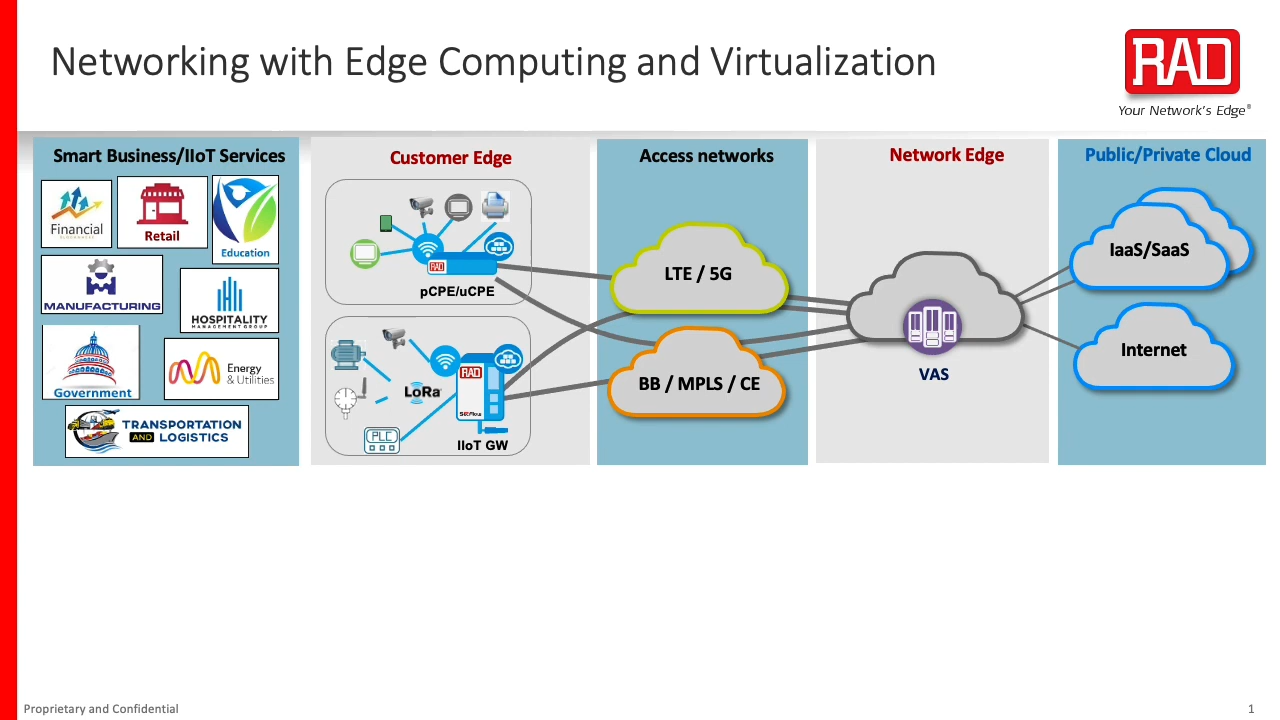 Networking with Edge Computing and Virtualization
RAD
Your Network's Edge®
Smart Business/IIoT Services
Financial
Retail
Education
MANUFACTURING
HOSPITALITY
MANAGEMENT GROUP
Government
Energy
& Utilities
TRANSPORTATION
AND LOGISTICS
Customer Edge
RAD
pCPE/uCPE
RAD
LoRa
PLC
IIoT GW
Access networks
LTE / 5G
BB / MPLS / CE
Network Edge
VAS
Public/Private Cloud
IaaS/SaaS
Internet
Proprietary and Confidential
1